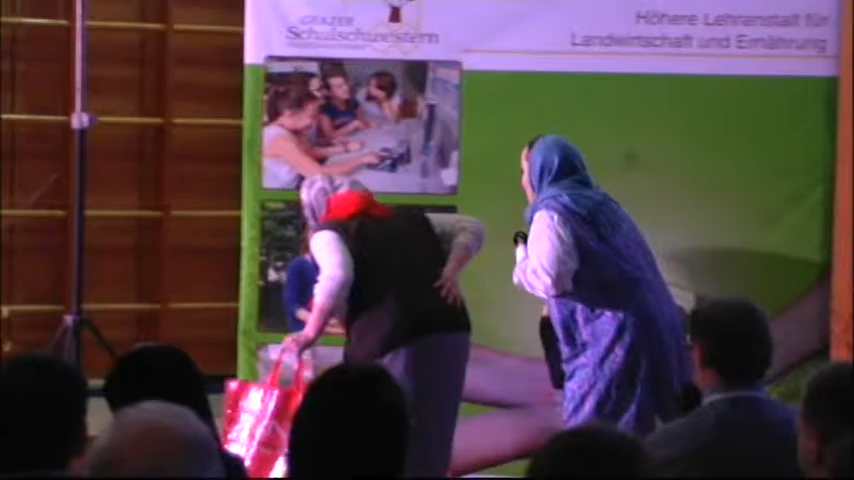 GRAZER
Schulschwestern
Höhere Lehranstalt für
Landwirtschaft und Ernährung